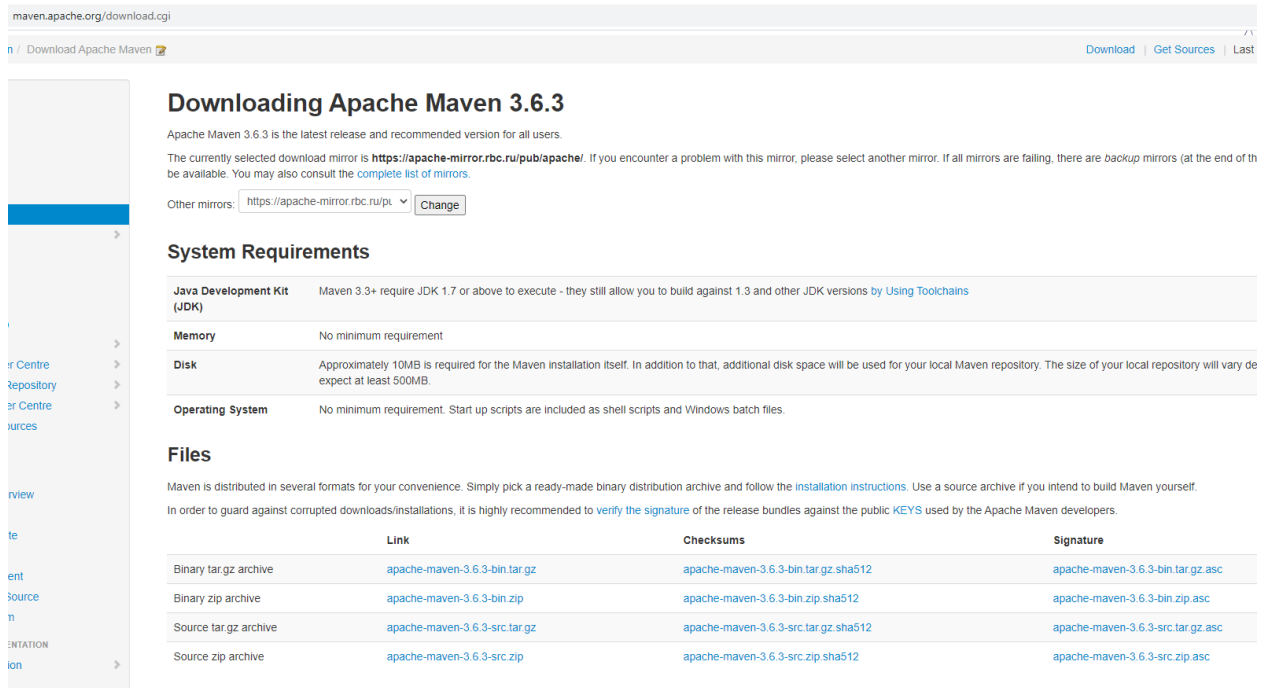 maven.apache.org/download.cgi
n / Download Apache Maven
Download | Get Sources | Last
Downloading Apache Maven 3.6.3
Apache Maven 3.6.3 is the latest release and recommended version for all users.
The currently selected download mirror is https://apache-mirror.rbc.ru/pub/apache/. If you encounter a problem with this mirror, please select another mirror. If all mirrors are failing, there are backup mirrors (at the end of th
be available. You may also consult the complete list of mirrors.
Other mirrors: https://apache-mirror.rbc.ru/pu Change
System Requirements
Java Development Kit (JDK)
Maven 3.3+ require JDK 1.7 or above to execute - they still allow you to build against 1.3 and other JDK versions by Using Toolchains
Memory
No minimum requirement
Disk
Approximately 10MB is required for the Maven installation itself. In addition to that, additional disk space will be used for your local Maven repository. The size of your local repository will vary de
expect at least 500MB.
Operating System
No minimum requirement. Start up scripts are included as shell scripts and Windows batch files.
er Centre
Repository
er Centre
ources
rview
te
ent
Source
m
ENTATION
ion
Files
Maven is distributed in several formats for your convenience. Simply pick a ready-made binary distribution archive and follow the installation instructions. Use a source archive if you intend to build Maven yourself.
In order to guard against corrupted downloads/installations, it is highly recommended to verify the signature of the release bundles against the public KEYS used by the Apache Maven developers.
Link Checksums Signature
Binary tar.gz archive apache-maven-3.6.3-bin.tar.gz apache-maven-3.6.3-bin.tar.gz.sha512 apache-maven-3.6.3-bin.tar.gz.asc
Binary zip archive apache-maven-3.6.3-bin.zip apache-maven-3.6.3-bin.zip.sha512 apache-maven-3.6.3-bin.zip.asc
Source tar.gz archive apache-maven-3.6.3-src.tar.gz apache-maven-3.6.3-src.tar.gz.sha512 apache-maven-3.6.3-src.tar.gz.asc
Source zip archive apache-maven-3.6.3-src.zip apache-maven-3.6.3-src.zip.sha512 apache-maven-3.6.3-src.zip.asc